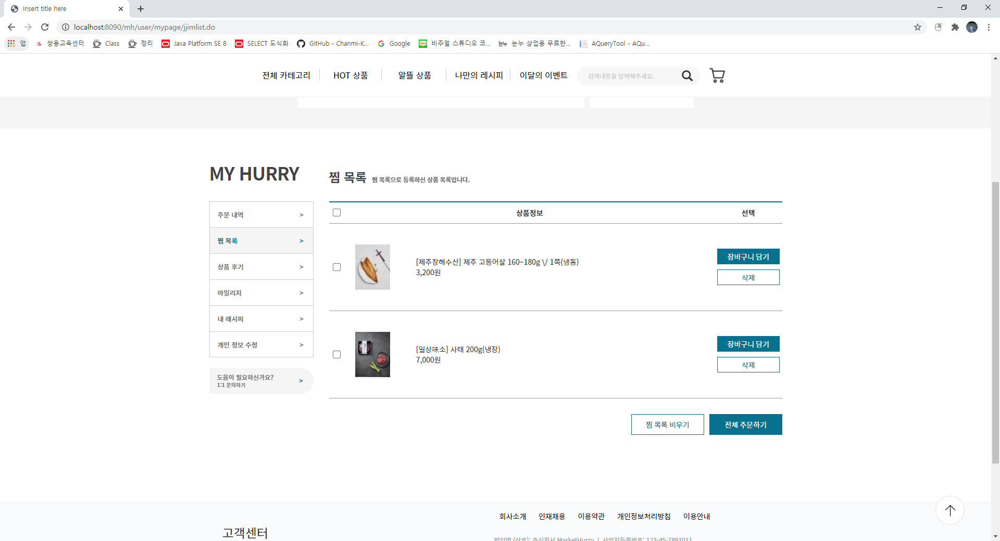 Insert title here
localhost:8090/mh/user/mypage/jjimlist.do
앱 쌍용교육센터 Class 정리 Java Platform SE 8 SELECT 도식화 GitHub - Chanmi-K... Google 비주얼 스튜디오 코... 눈누 상업용 무료한... AQueryTool - AQu...
전체 카테고리 HOT 상품 알뜰 상품 나만의 레시피 이달의 이벤트 검색내용을 입력해주세요.
MY HURRY
주문 내역 >
찜 목록 >
상품 후기 >
마일리지 >
내 레시피 >
개인 정보 수정 >
도움이 필요하신가요?
1:1 문의하기 >
찜 목록 찜 목록으로 등록하신 상품 목록입니다.
상품정보 선택
[제주창해수산] 제주 고등어살 160~180g \/ 1쪽(냉동)
3,200원
장바구니 담기
삭제
[일상味소] 사태 200g(냉장)
7,000원
장바구니 담기
삭제
찜 목록 비우기 전체 주문하기
고객센터
회사소개 인재채용 이용약관 개인정보처리방침 이용안내
법인명 (상호): 주식회사 MarketHurry | 사업자등록번호: 123-45-7891011